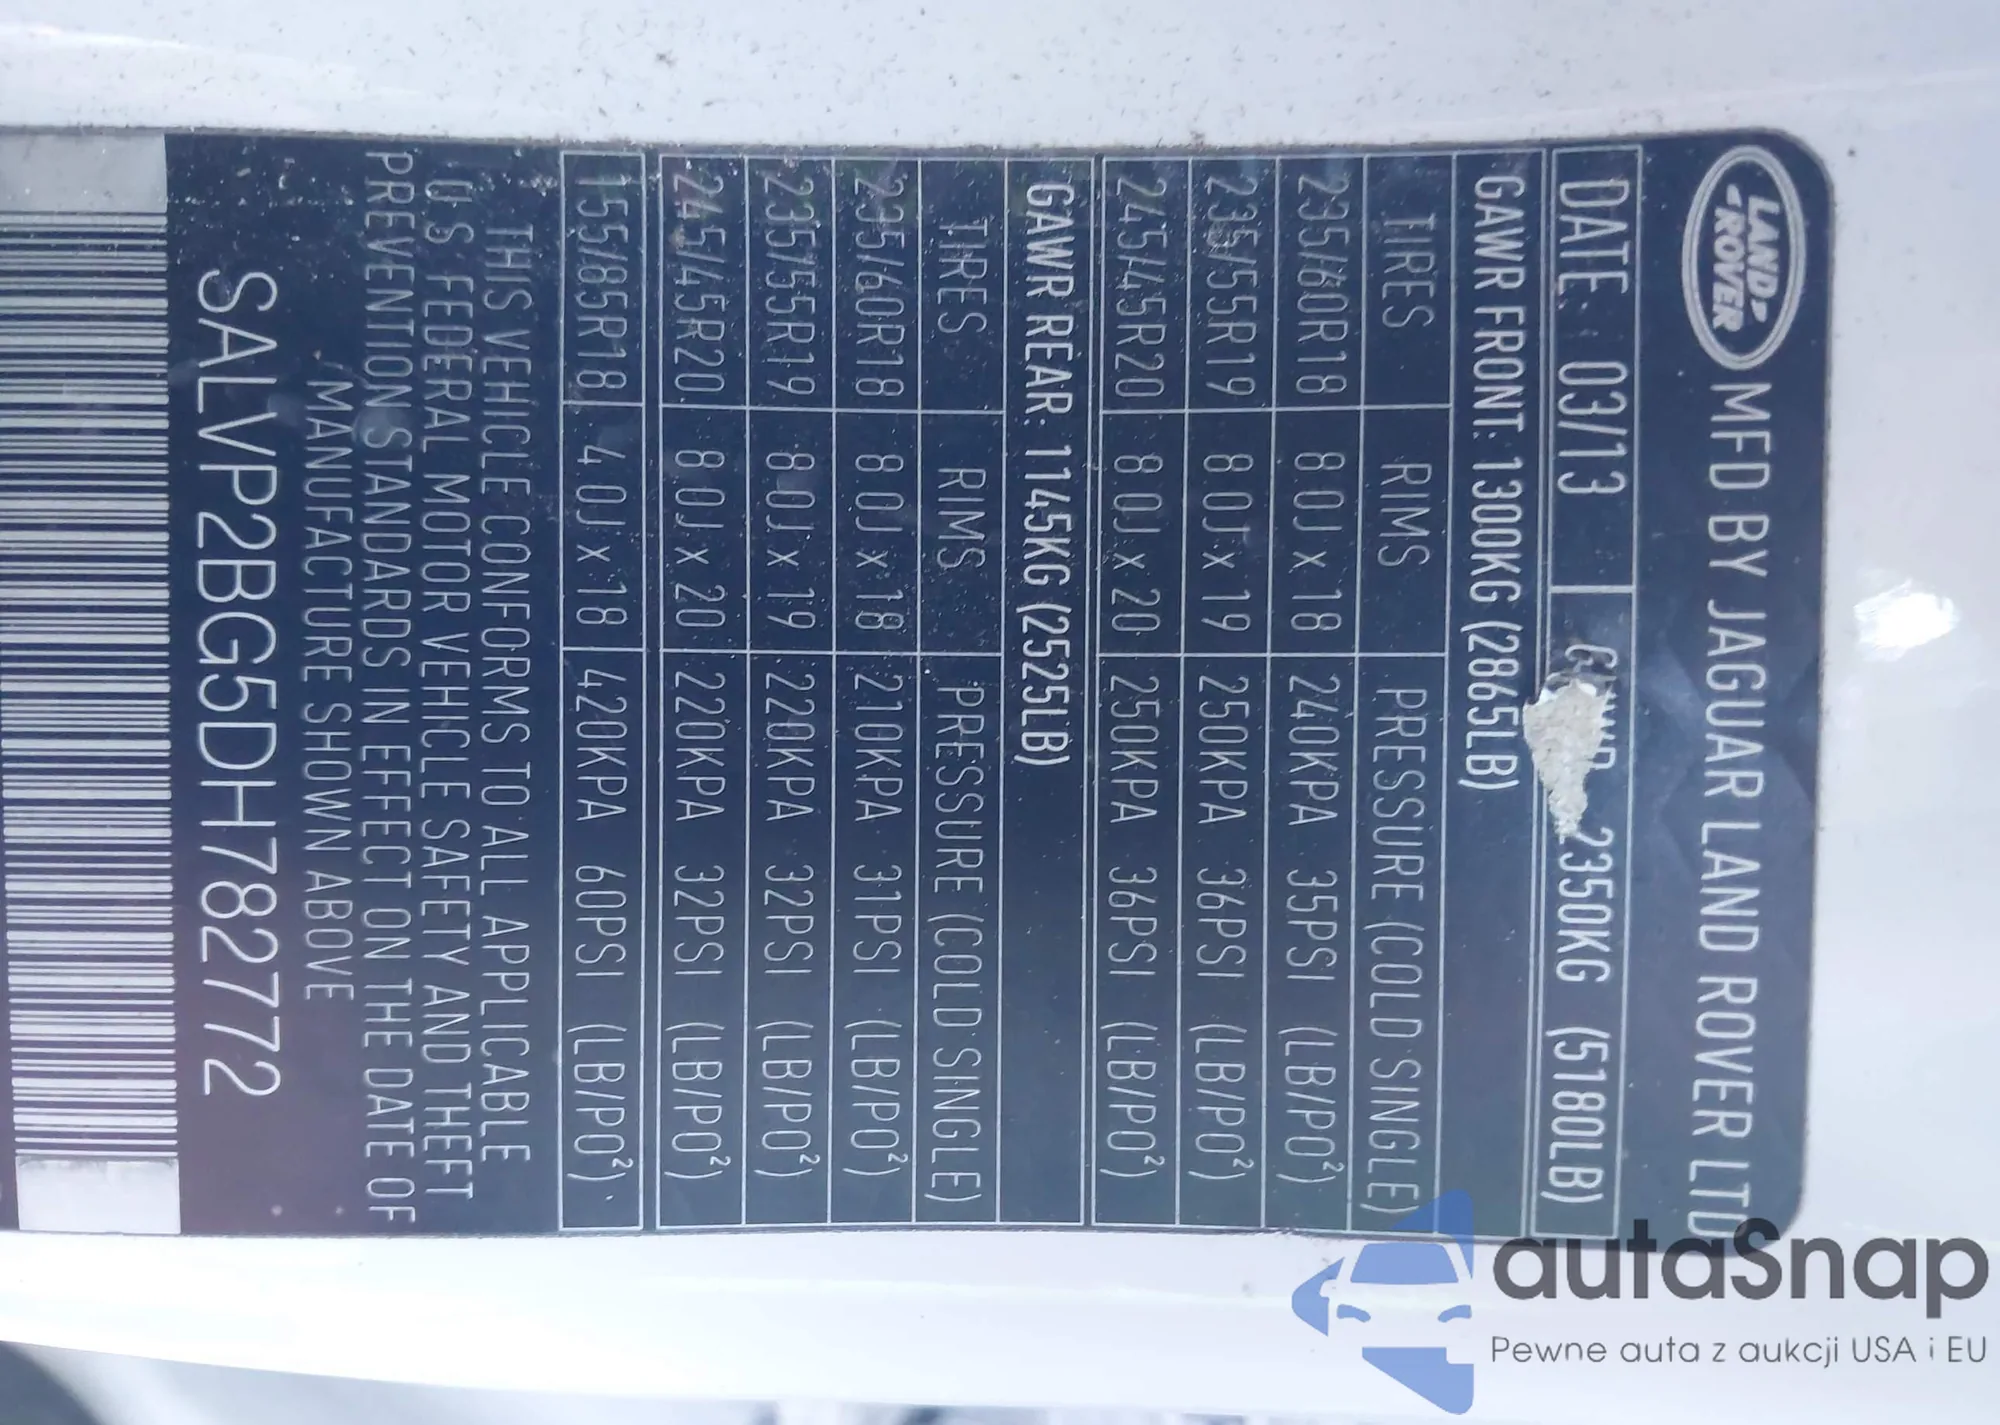 LAND-
-ROVER
MFD BY JAGUAR LAND ROVER LTD
DATE: 03/13 GAWR 2350KG (5180LB)
GAWR FRONT: 1300KG (2865LB)
TIRES RIMS PRESSURE (COLD SINGLE)
235/60R18 8.0J x 18 240KPA 35PSI (LB/PO²)
235/55R19 8.0J x 19 250KPA 36PSI (LB/PO²)
245/45R20 8.0J x 20 250KPA 36PSI (LB/PO²)
GAWR REAR: 1145KG (2525LB)
TIRES RIMS PRESSURE (COLD SINGLE)
235/60R18 8.0J x 18 210KPA 31PSI (LB/PO²)
235/55R19 8.0J x 19 220KPA 32PSI (LB/PO²)
245/45R20 8.0J x 20 220KPA 32PSI (LB/PO²)
155/85R18 4.0J x 18 420KPA 60PSI (LB/PO²)
THIS VEHICLE CONFORMS TO ALL APPLICABLE
U.S FEDERAL MOTOR VEHICLE SAFETY AND THEFT
PREVENTION STANDARDS IN EFFECT ON THE DATE OF
MANUFACTURE SHOWN ABOVE
SALVP2BG5DH782772
autaSnap
Pewne auta z aukcji USA i EU